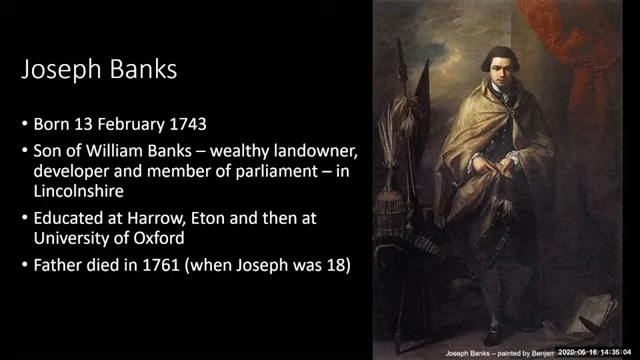 Joseph Banks
• Born 13 February 1743
• Son of William Banks – wealthy landowner,
developer and member of parliament – in
Lincolnshire
• Educated at Harrow, Eton and then at
University of Oxford
• Father died in 1761 (when Joseph was 18)
Joseph Banks – painted by
2020-06-16 14:35:04